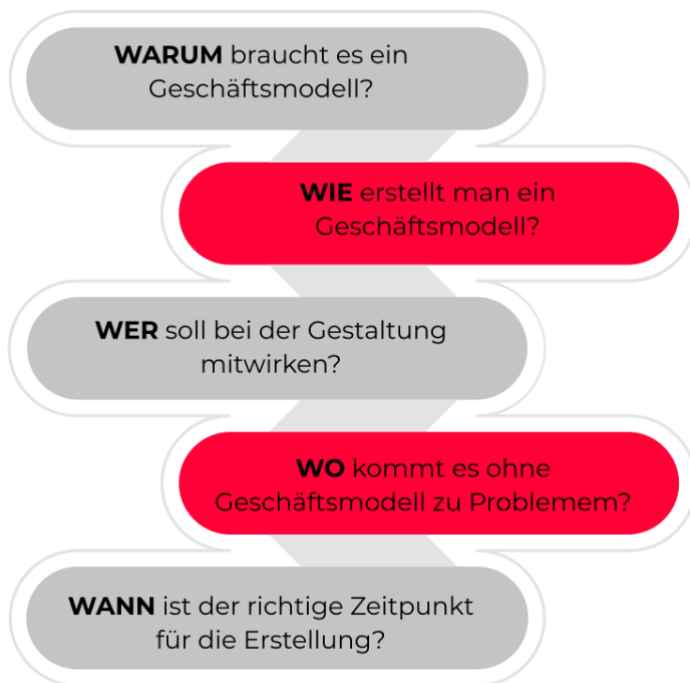 WARUM braucht es ein
Geschäftsmodell?
WIE erstellt man ein
Geschäftsmodell?
WER soll bei der Gestaltung
mitwirken?
WO kommt es ohne
Geschäftsmodell zu Problemem?
WANN ist der richtige Zeitpunkt
für die Erstellung?